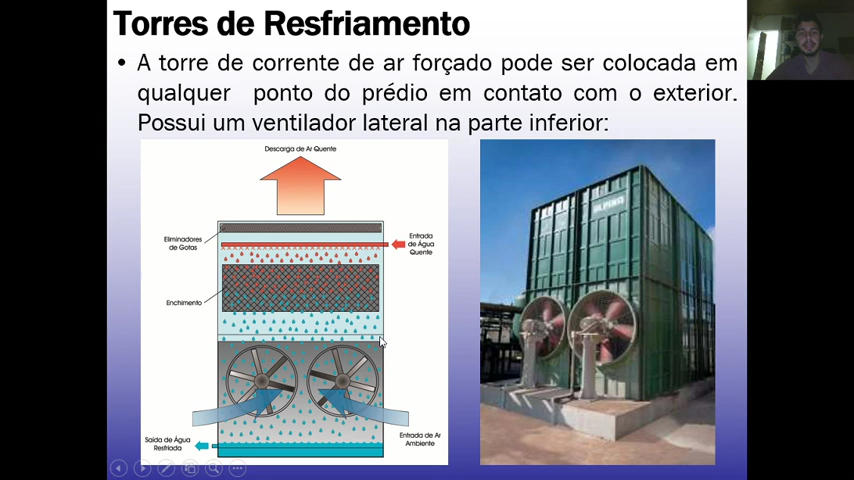 Torres de Resfriamento
• A torre de corrente de ar forçado pode ser colocada em
qualquer ponto do prédio em contato com o exterior.
Possui um ventilador lateral na parte inferior:
Descarga de Ar Quente
Eliminadores
de Gotas
Entrada
de Água
Quente
Enchimento
Saída de Água
Resfriada
Entrada de Ar
Ambiente
ALPINA